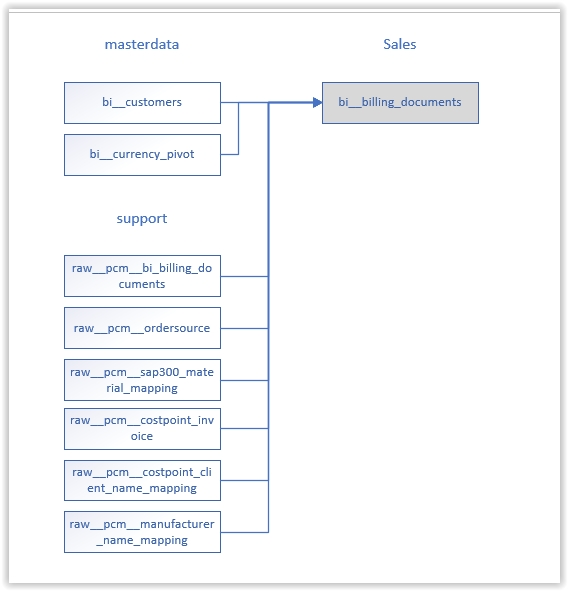 masterdata
Sales
bi__customers
bi__billing_documents
bi__currency_pivot
support
raw__pcm__bi_billing_do
cuments
raw__pcm__ordersource
raw__pcm__sap300_mate
rial_mapping
raw__pcm__costpoint_inv
oice
raw__pcm__costpoint_cli
ent_name_mapping
raw__pcm__manufacturer
_name_mapping